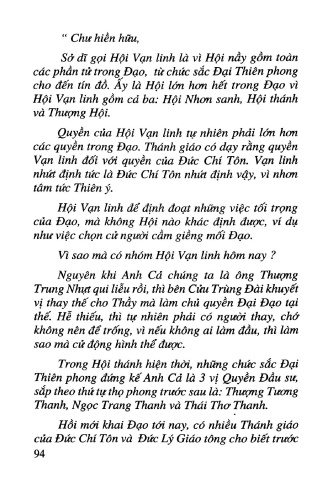 “ Chư hiền hữu,
Sở dĩ gọi Hội Vạn linh là vì Hội nầy gồm toàn
các phần tử trong Đạo, từ chức sắc Đại Thiên phong
cho đến tín đồ. Ấy là Hội lớn hơn hết trong Đạo vì
Hội Vạn linh gồm cả ba: Hội Nhơn sanh, Hội thánh
và Thượng Hội.
Quyền của Hội Vạn linh tự nhiên phải lớn hơn
các quyền trong Đạo. Thánh giáo có dạy rằng quyền
Vạn linh đối với quyền của Đức Chí Tôn. Vạn linh
nhứt định tức là Đức Chí Tôn nhứt định vậy, vì nhơn
tâm tức Thiên ý.
Hội Vạn linh để định đoạt những việc tối trọng
của Đạo, mà không Hội nào khác định được, ví dụ
như việc chọn cử người cầm giềng mối Đạo.
Vì sao mà có nhóm Hội Vạn linh hôm nay ?
Nguyên khi Anh Cả chúng ta là ông Thượng
Trung Nhựt qui liễu rồi, thì bên Cửu Trùng Đài khuyết
vị thay thế cho Thầy mà làm chủ quyền Đại Đạo tại
thế. Hễ thiếu, thì tự nhiên phải có người thay, chớ
không nên để trống, vì nếu không ai làm đầu, thì làm
sao mà cử động hình thể được.
Trong Hội thánh hiện thời, những chức sắc Đại
Thiên phong đứng kế Anh Cả là 3 vị Quyền Đầu sư,
sắp theo thứ tự thọ phong trước sau là: Thượng Tương
Thanh, Ngọc Trang Thanh và Thái Thơ Thanh.
Hồi mới khai Đạo tới nay, có nhiều Thánh giáo
của Đức Chí Tôn và Đức Lý Giáo tông cho biết trước
94